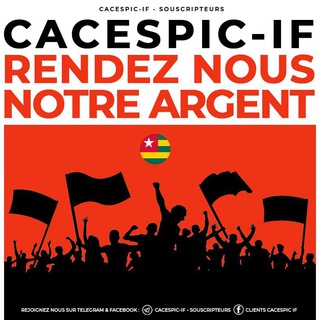 CACESPIC-IF - SOUSCRIPTEURS
CACESPIC-IF
RENDEZ NOUS
NOTRE ARGENT
REJOIGNEZ NOUS SUR TELEGRAM & FACEBOOK : CACESPIC-IF - SOUSCRIPTEURS CLIENTS CACESPIC IF